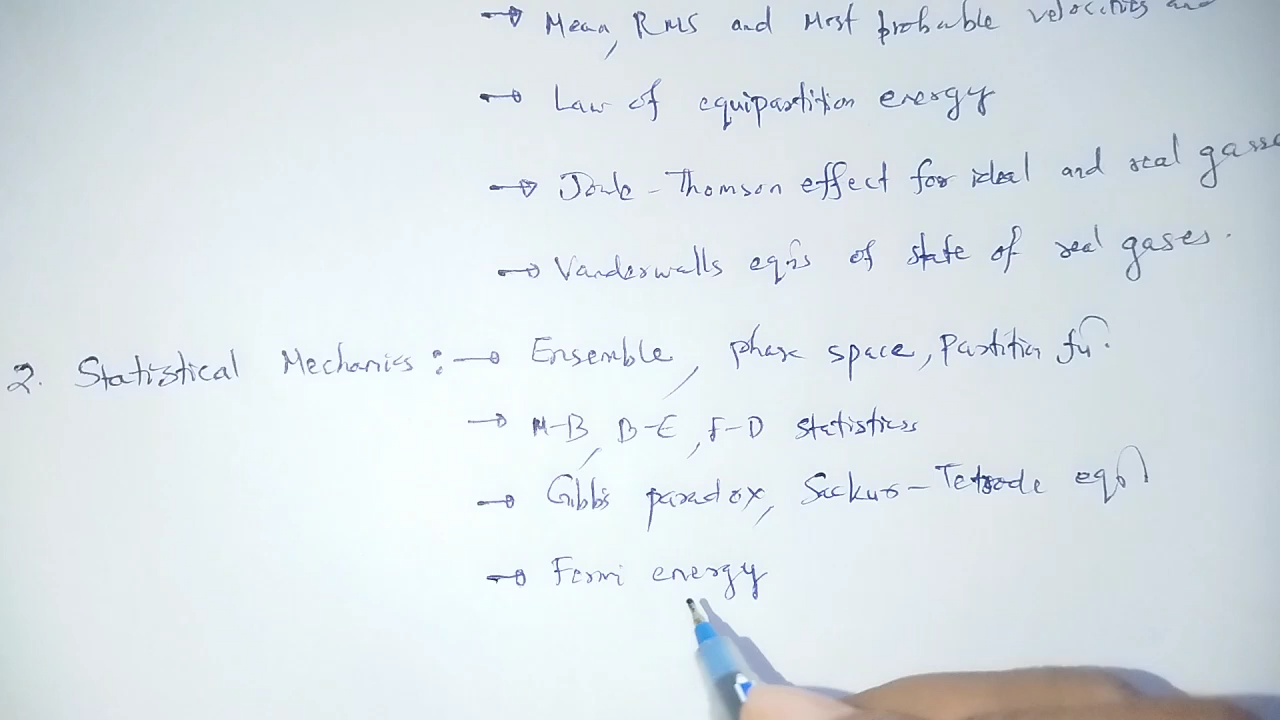 Mean, RMS and Most probable velocities and
Law of equipartition energy
Joule - Thomson effect for ideal and real gasse
Vanderwalls eqns of state of real gases.
2. Statistical Mechanics : Ensemble, phase space, Partition fn.
M-B, B-E, F-D statistics
Gibbs paradox, Sackur - Tetrode eqn
Fermi energy